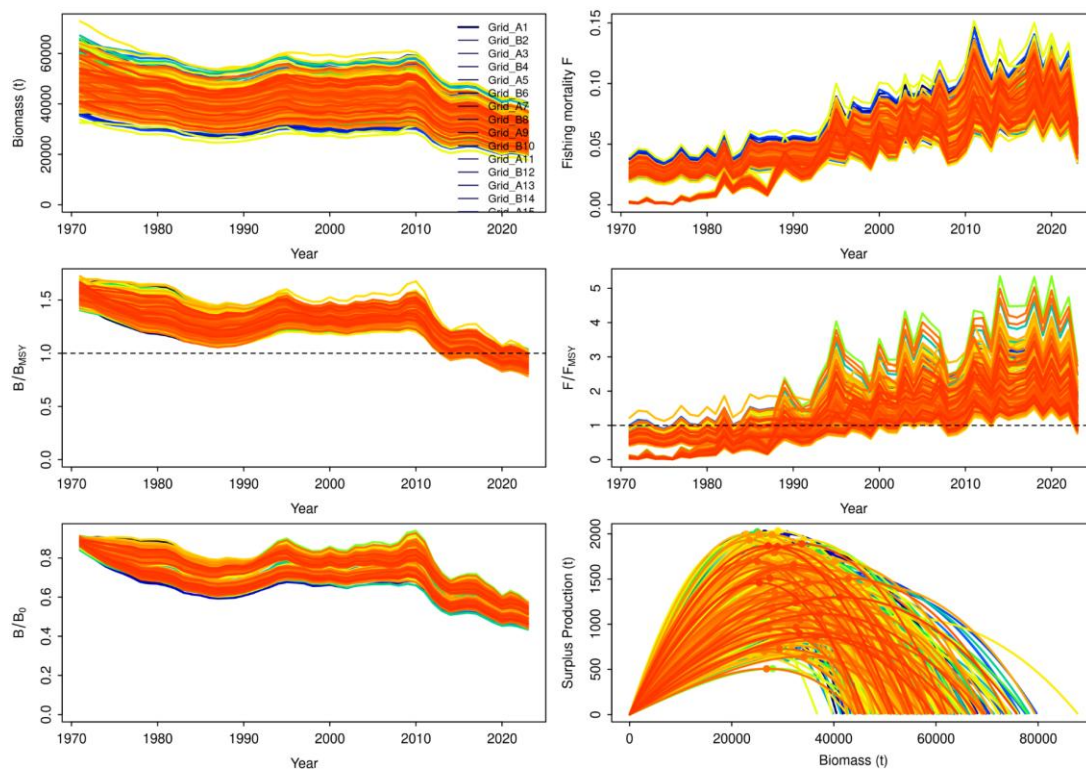 Biomass (t)
60000
40000
20000
0
1970 1980 1990 2000 2010 2020
Year
Grid_A1
Grid_B2
Grid_A3
Grid_B4
Grid_A5
Grid_B6
Grid_A7
Grid_B8
Grid_A9
Grid_B10
Grid_A11
Grid_B12
Grid_A13
Grid_B14
Grid_A15
Fishing mortality F
0.15
0.10
0.05
0.00
1970 1980 1990 2000 2010 2020
Year
B/BMSY
1.5
1.0
0.5
0.0
1970 1980 1990 2000 2010 2020
Year
F/FMSY
5
4
3
2
1
0
1970 1980 1990 2000 2010 2020
Year
B/B0
0.8
0.6
0.4
0.2
0.0
1970 1980 1990 2000 2010 2020
Year
Surplus Production (t)
2000
1500
1000
500
0
0 20000 40000 60000 80000
Biomass (t)